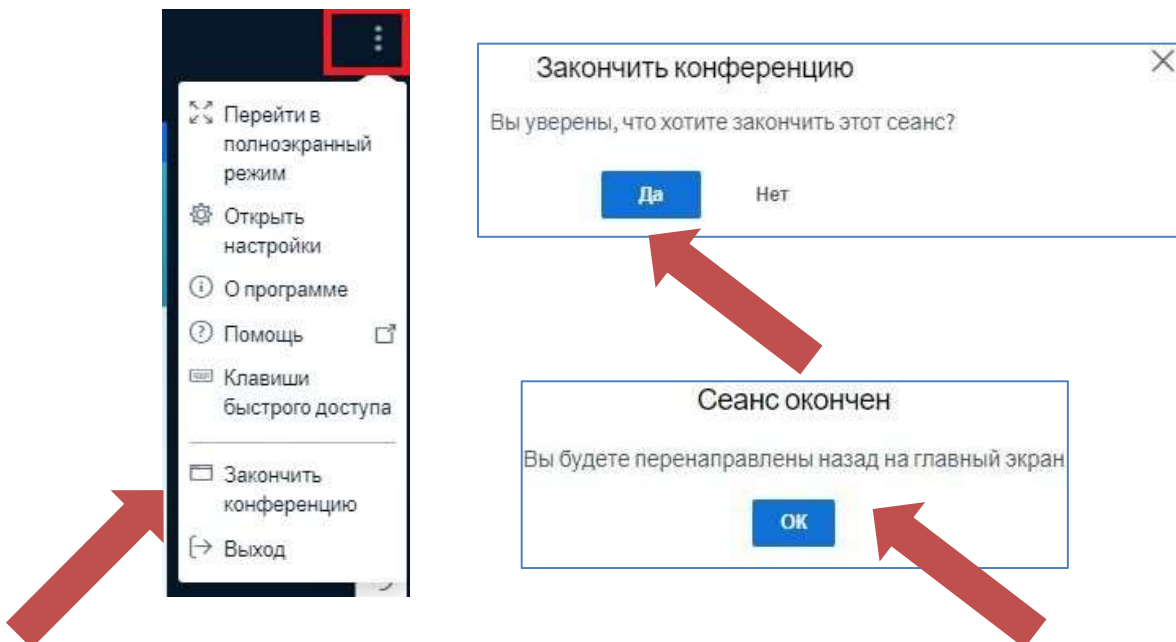 Перейти в
полноэкранный
режим
Открыть
настройки
О программе
Помощь
Клавиши
быстрого доступа
Закончить
конференцию
Выход
Закончить конференцию
Вы уверены, что хотите закончить этот сеанс?
Да Нет
Сеанс окончен
Вы будете перенаправлены назад на главный экран
ОК